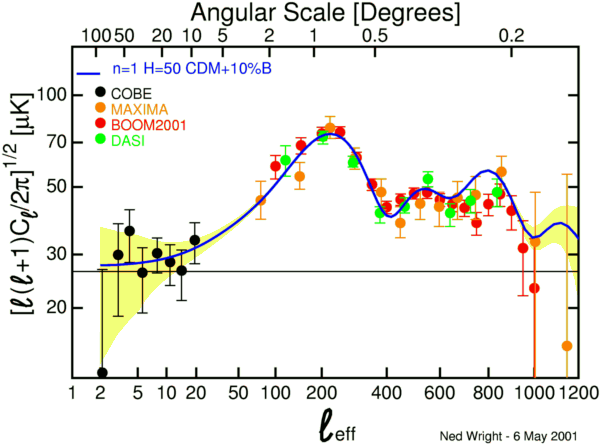 Angular Scale [Degrees]
100 50 20 10 5 2 1 0.5 0.2
n=1 H=50 CDM+10%B
COBE
MAXIMA
BOOM2001
DASI
[ℓ(ℓ+1)Cℓ/2π]^1/2 [μK]
100
70
50
30
20
1 2 5 10 20 50 100 200 400 600 800 1000 1200
ℓeff
Ned Wright - 6 May 2001